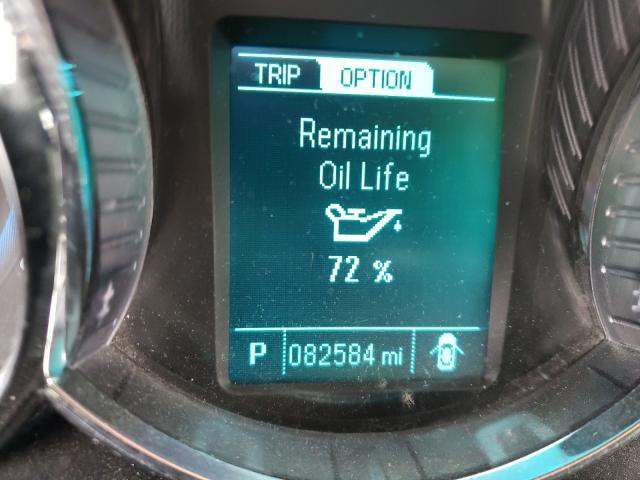 TRIP OPTION
Remaining
Oil Life
72 %
P 082584 mi